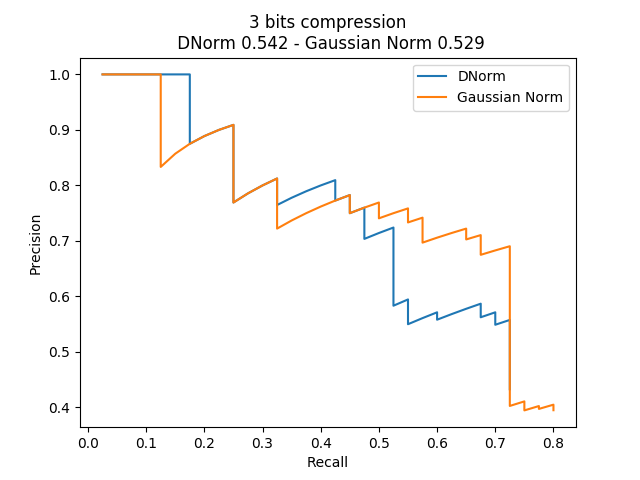 3 bits compression
DNorm 0.542 - Gaussian Norm 0.529
DNorm
Gaussian Norm
1.0
0.9
0.8
0.7
0.6
0.5
0.4
Precision
0.0 0.1 0.2 0.3 0.4 0.5 0.6 0.7 0.8
Recall